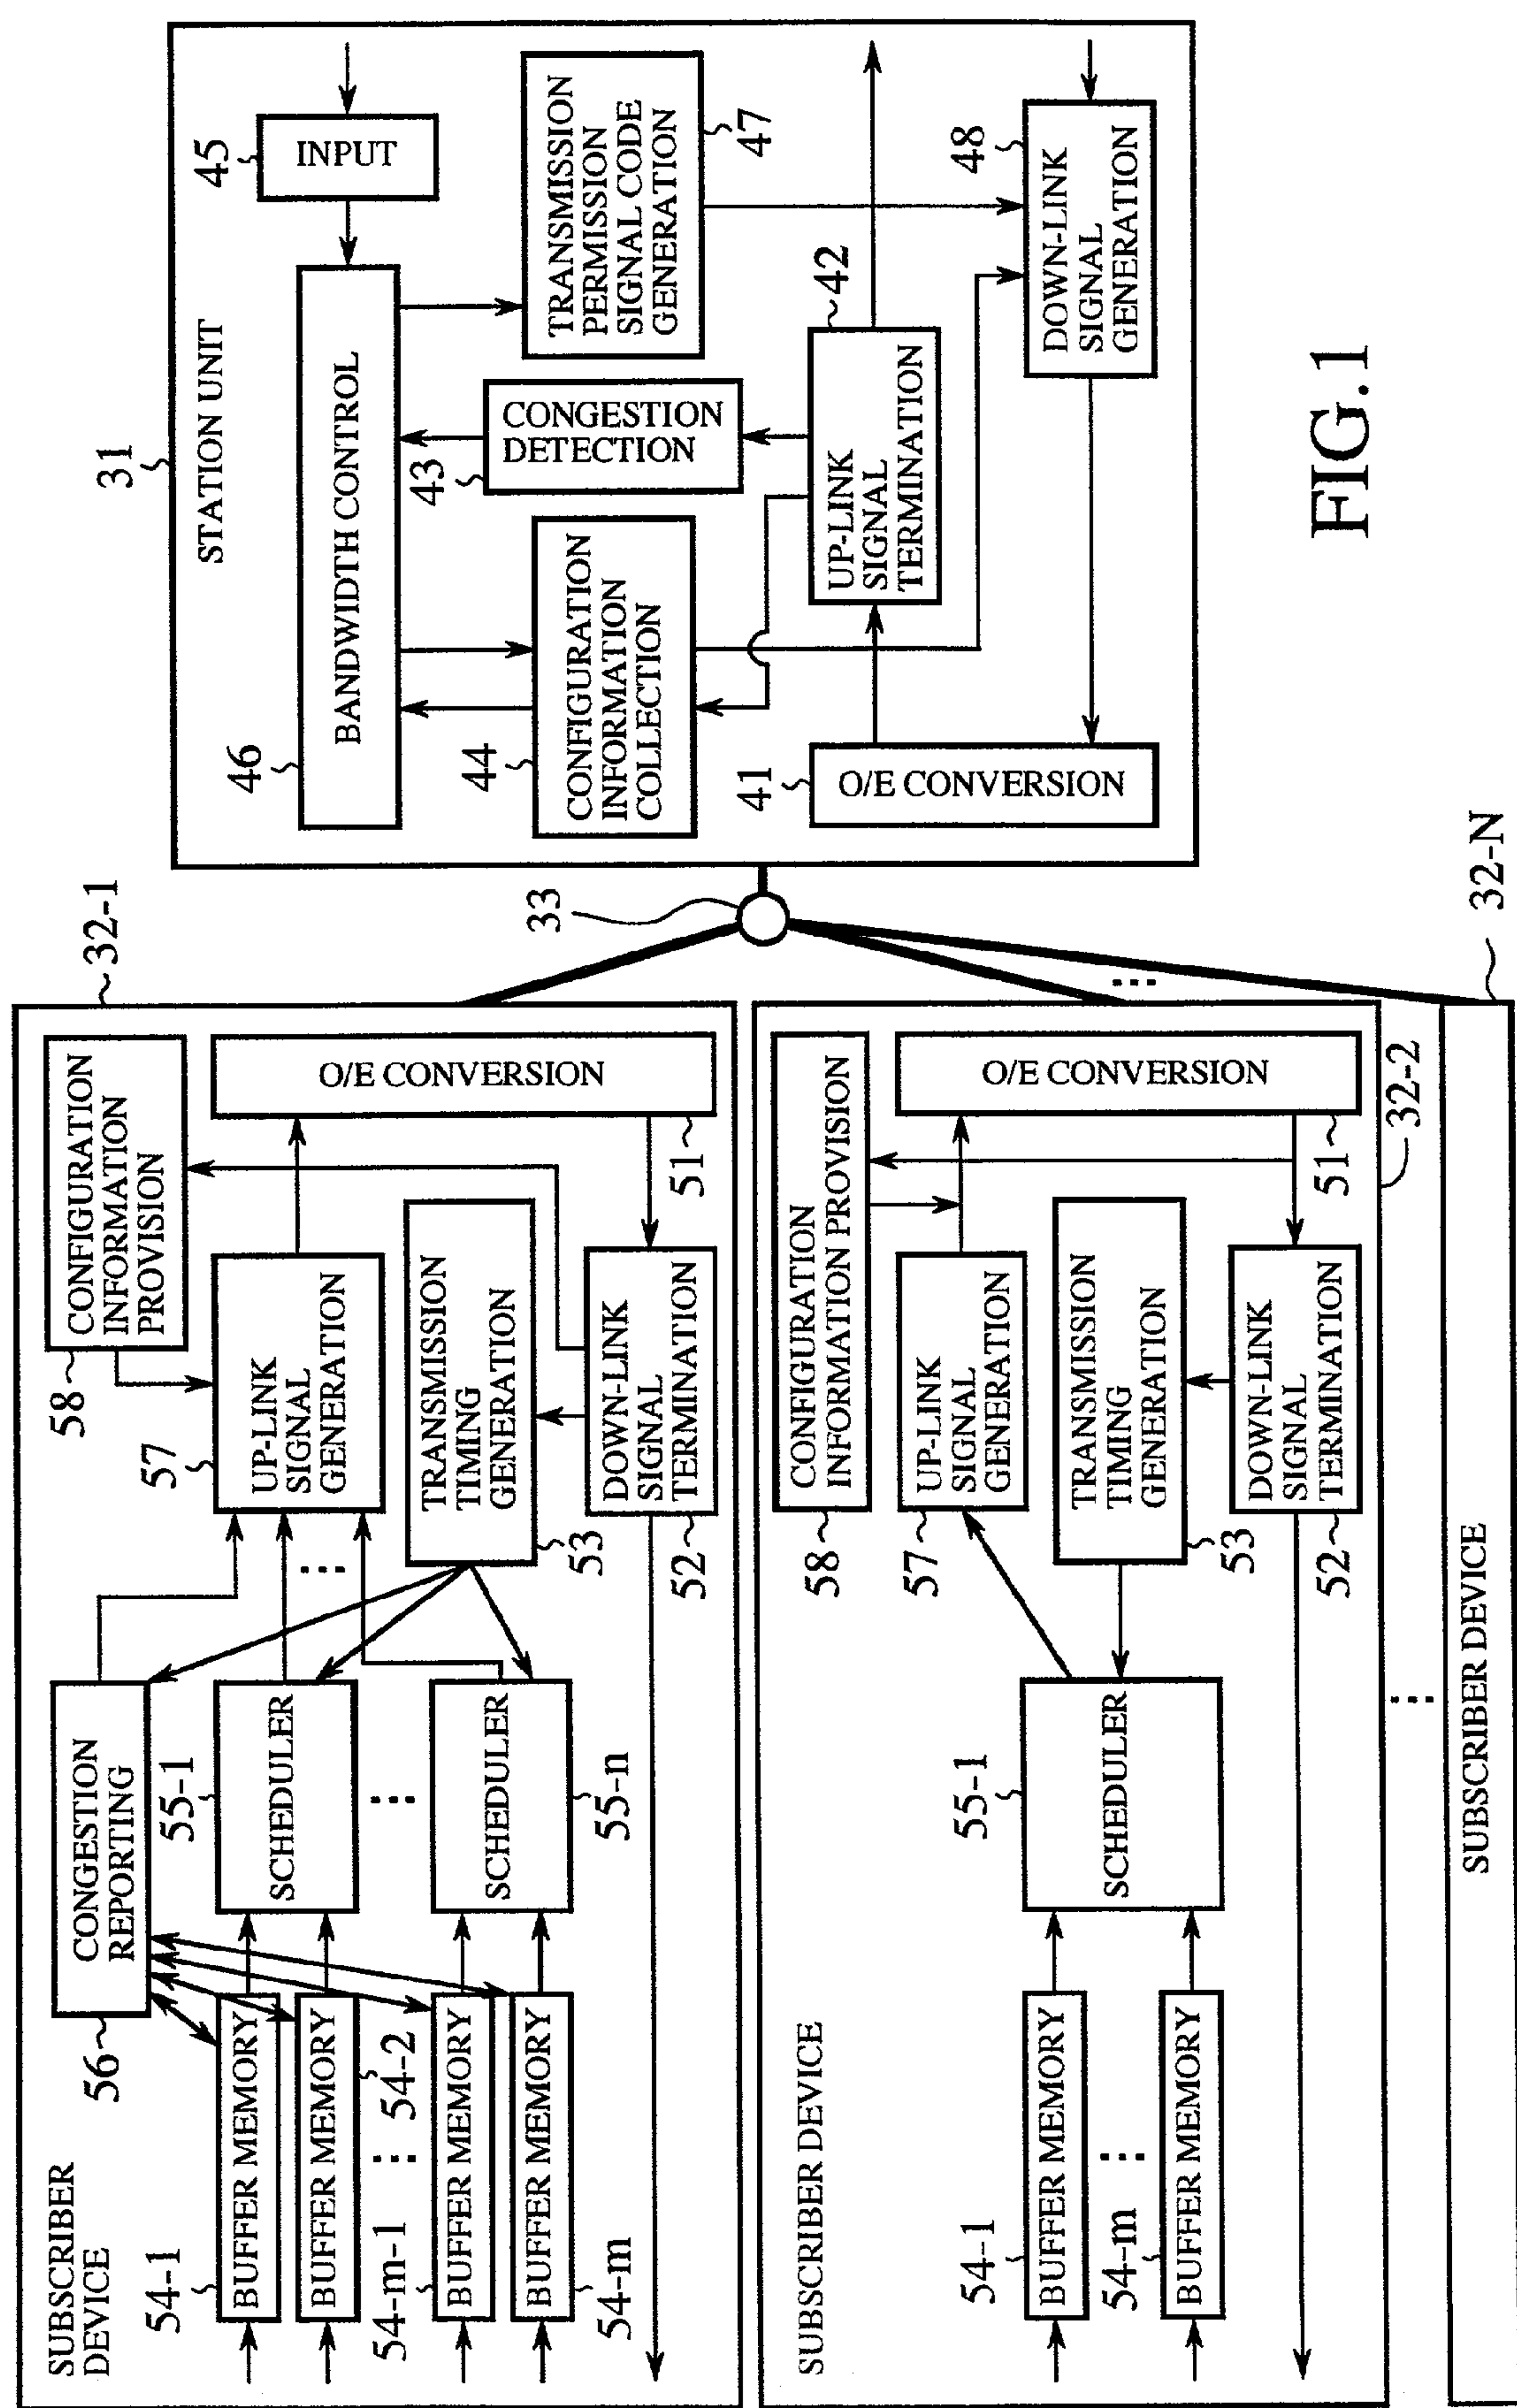 SUBSCRIBER
DEVICE
32-1
54-1
BUFFER MEMORY
BUFFER MEMORY
54-2
54-m-1
...
BUFFER MEMORY
BUFFER MEMORY
54-m
56
CONGESTION
REPORTING
55-1
SCHEDULER
...
SCHEDULER
55-n
58
CONFIGURATION
INFORMATION
PROVISION
57
UP-LINK
SIGNAL
GENERATION
...
TRANSMISSION
TIMING
GENERATION
53
DOWN-LINK
SIGNAL
TERMINATION
52
O/E CONVERSION
51
SUBSCRIBER DEVICE
54-1
BUFFER MEMORY
54-m
...
BUFFER MEMORY
55-1
SCHEDULER
58
CONFIGURATION
INFORMATION PROVISION
57
UP-LINK
SIGNAL
GENERATION
TRANSMISSION
TIMING
GENERATION
53
DOWN-LINK
SIGNAL
TERMINATION
52
O/E CONVERSION
51
32-2
...
SUBSCRIBER DEVICE
32-N
33
...
31
STATION UNIT
46
BANDWIDTH CONTROL
45
INPUT
44
CONFIGURATION
INFORMATION
COLLECTION
43
CONGESTION
DETECTION
TRANSMISSION
PERMISSION
SIGNAL CODE
GENERATION
47
41
O/E CONVERSION
UP-LINK
SIGNAL
TERMINATION
42
48
DOWN-LINK
SIGNAL
GENERATION
FIG.1